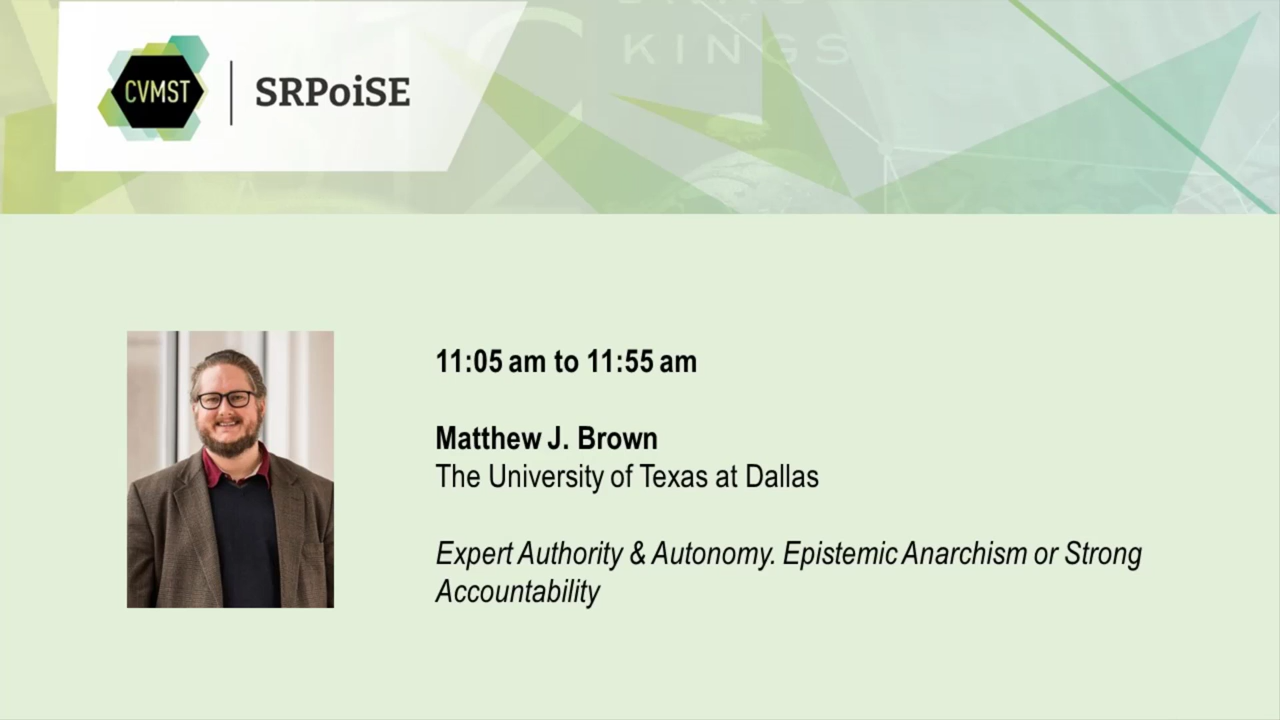 KINGS
CVMST
SRPoiSE
11:05 am to 11:55 am
Matthew J. Brown
The University of Texas at Dallas
Expert Authority & Autonomy. Epistemic Anarchism or Strong
Accountability